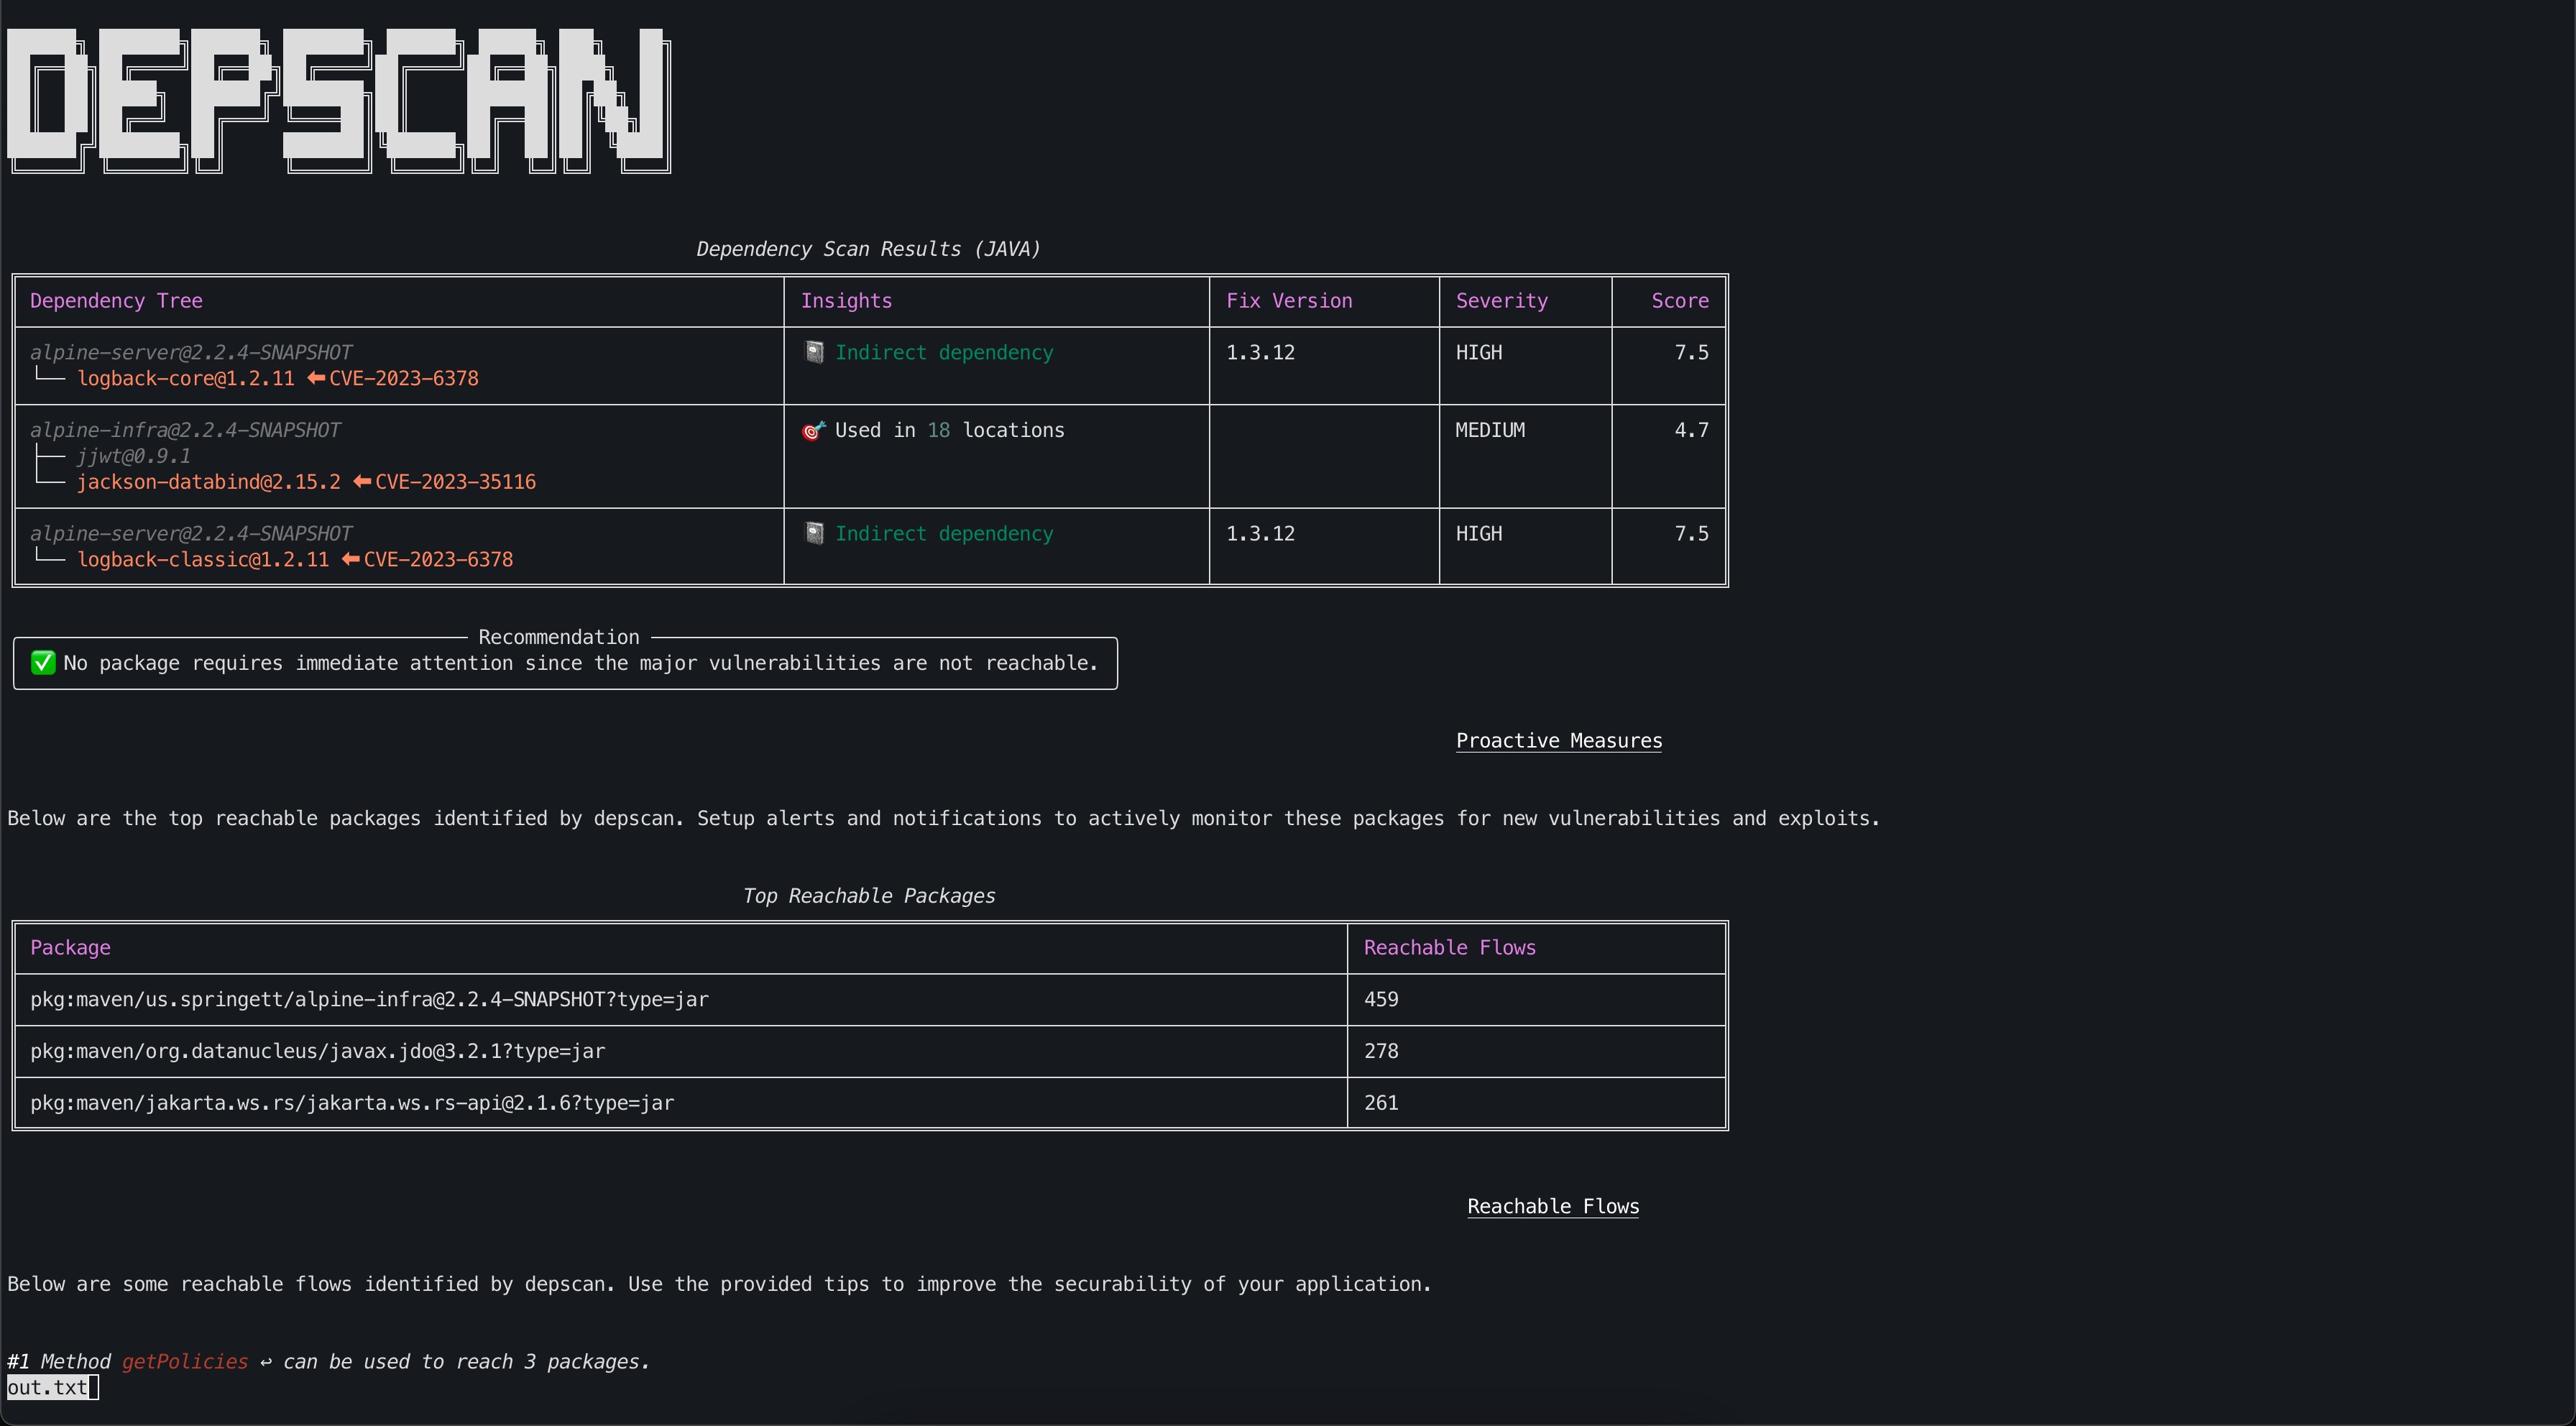 DEPSCAN
Dependency Scan Results (JAVA)
Dependency Tree Insights Fix Version Severity Score
alpine-server@2.2.4-SNAPSHOT Indirect dependency 1.3.12 HIGH 7.5
└── logback-core@1.2.11 ⬅ CVE-2023-6378
alpine-infra@2.2.4-SNAPSHOT 🎯 Used in 18 locations MEDIUM 4.7
├── jjwt@0.9.1
└── jackson-databind@2.15.2 ⬅ CVE-2023-35116
alpine-server@2.2.4-SNAPSHOT Indirect dependency 1.3.12 HIGH 7.5
└── logback-classic@1.2.11 ⬅ CVE-2023-6378
Recommendation
✅ No package requires immediate attention since the major vulnerabilities are not reachable.
Proactive Measures
Below are the top reachable packages identified by depscan. Setup alerts and notifications to actively monitor these packages for new vulnerabilities and exploits.
Top Reachable Packages
Package Reachable Flows
pkg:maven/us.springett/alpine-infra@2.2.4-SNAPSHOT?type=jar 459
pkg:maven/org.datanucleus/javax.jdo@3.2.1?type=jar 278
pkg:maven/jakarta.ws.rs/jakarta.ws.rs-api@2.1.6?type=jar 261
Reachable Flows
Below are some reachable flows identified by depscan. Use the provided tips to improve the securability of your application.
#1 Method getPolicies ↩ can be used to reach 3 packages.
out.txt